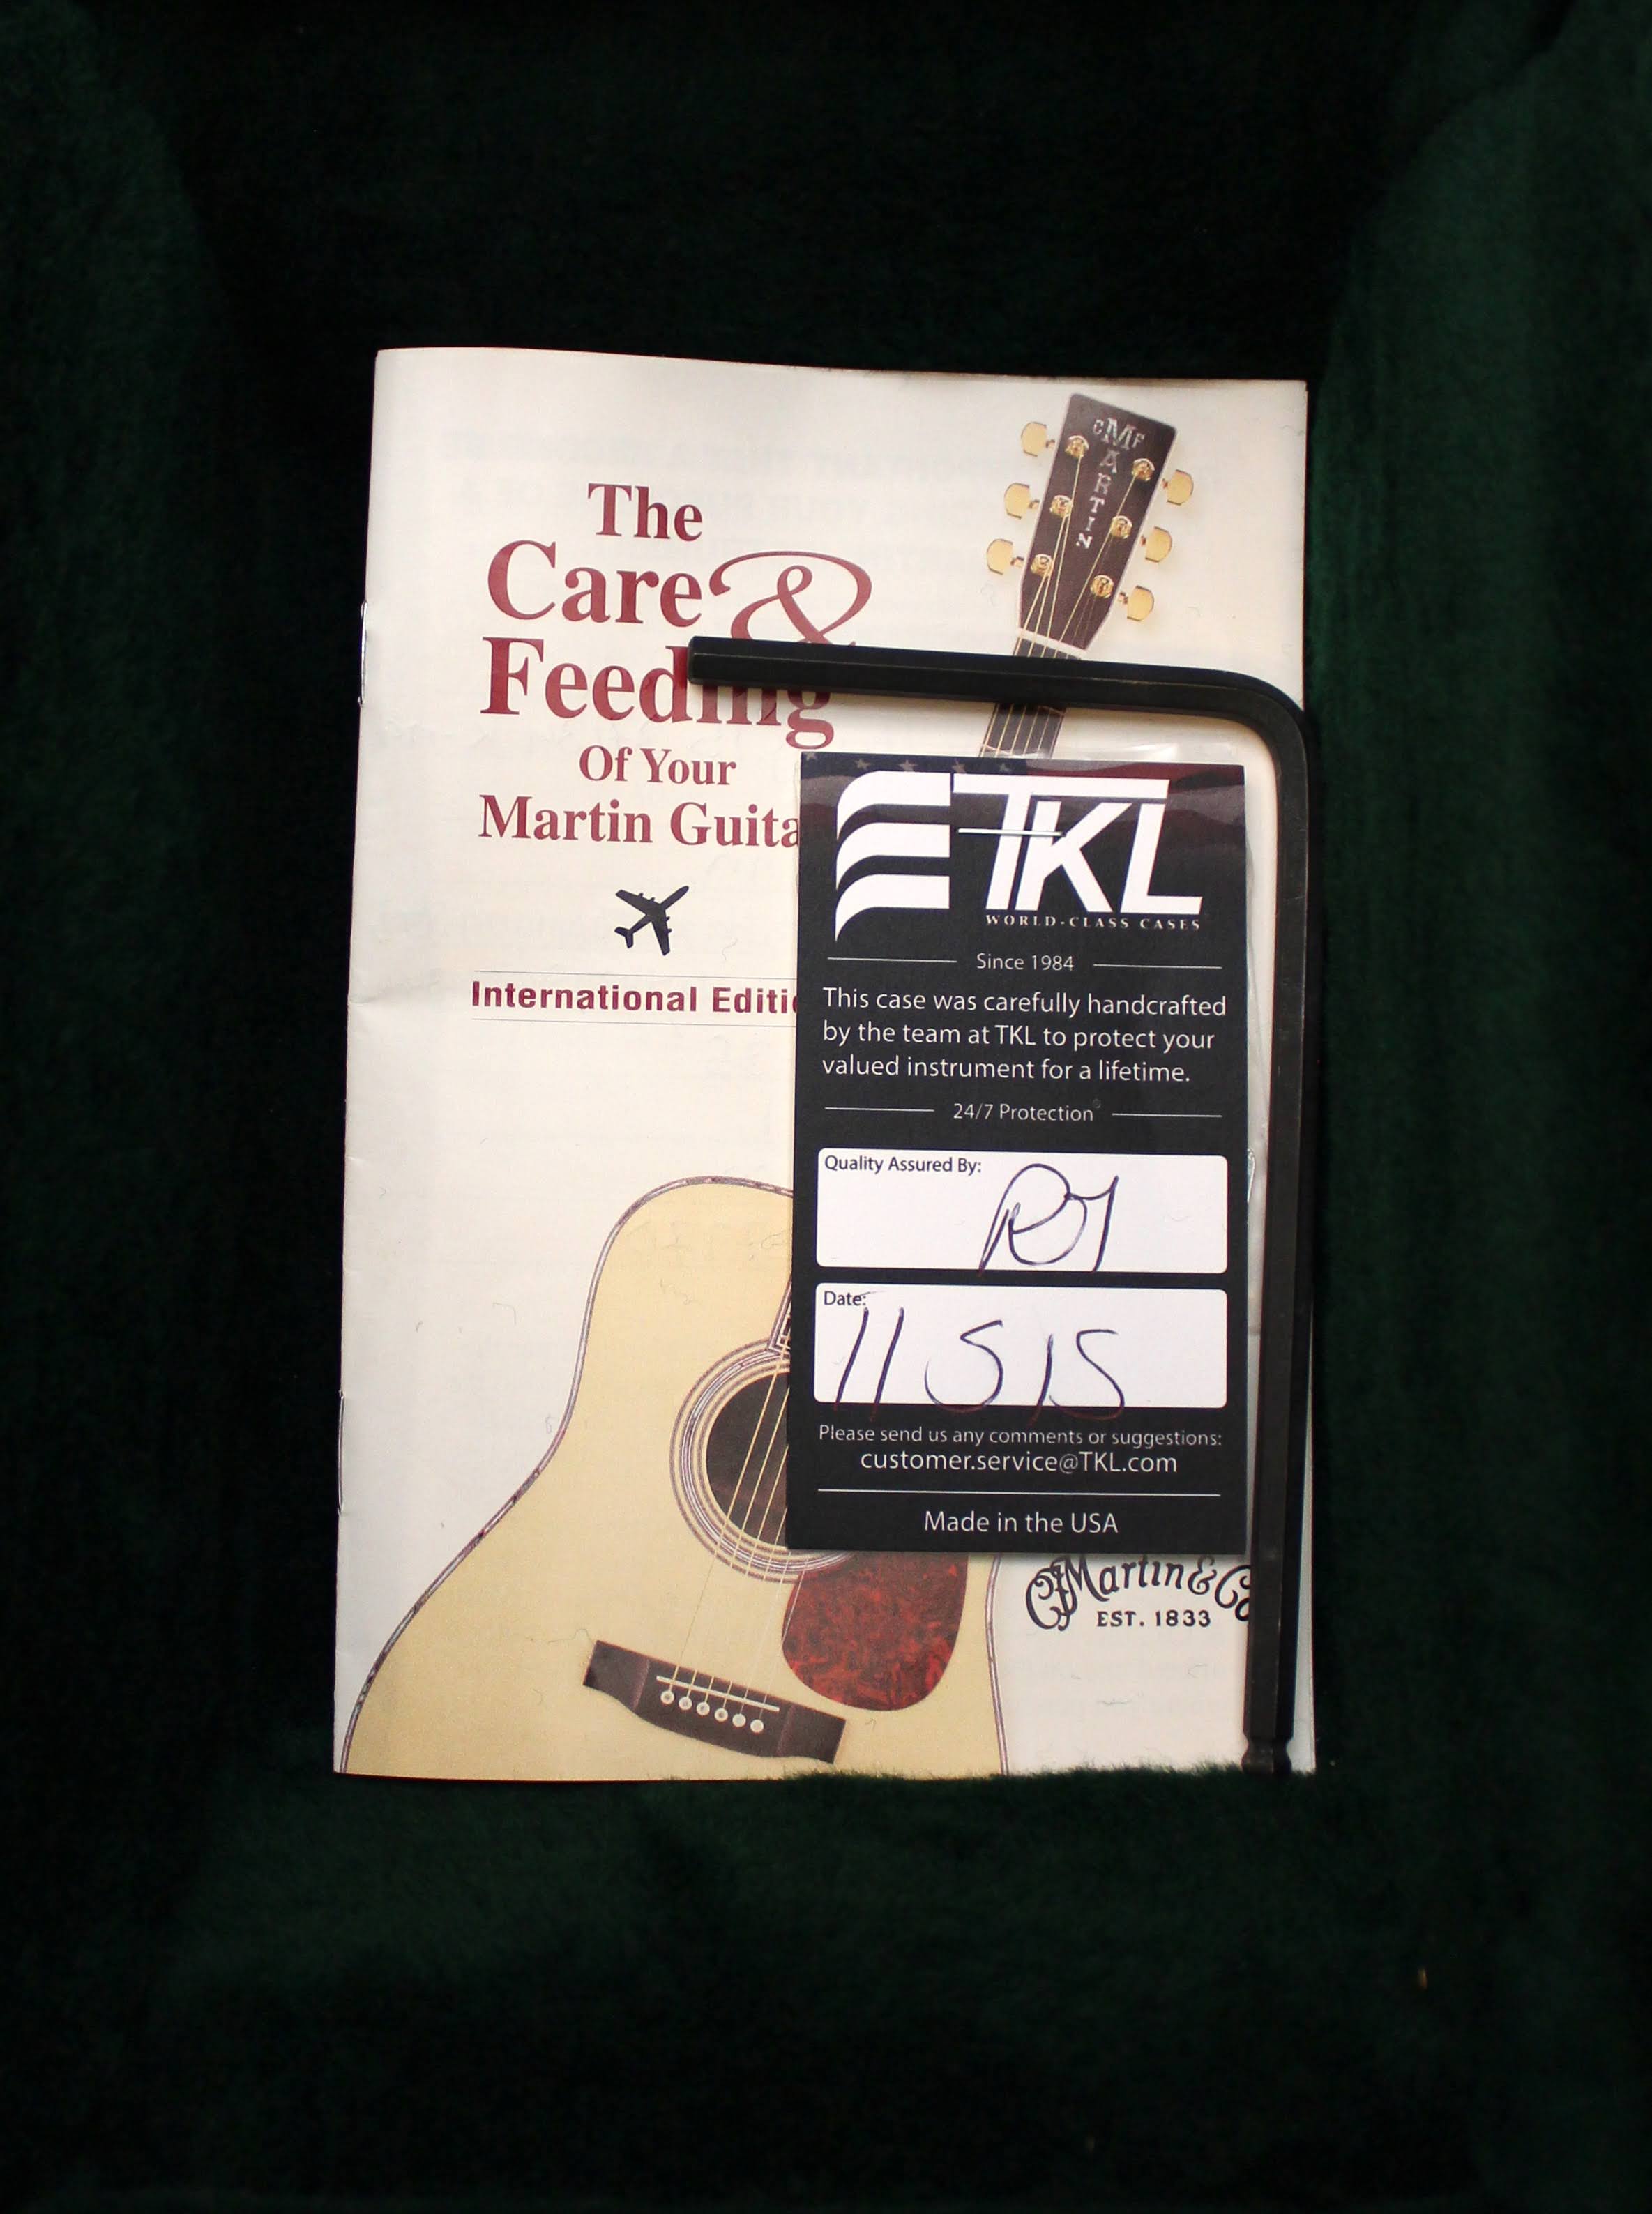 The
Care &
Feeding
Of Your
Martin Guita
International Editi
CMF
MARTIN
TKL
WORLD-CLASS CASES
Since 1984
This case was carefully handcrafted
by the team at TKL to protect your
valued instrument for a lifetime.
24/7 Protection
Quality Assured By:
Date:
11 5 15
Please send us any comments or suggestions:
customer.service@TKL.com
Made in the USA
CF Martin & Co
EST. 1833